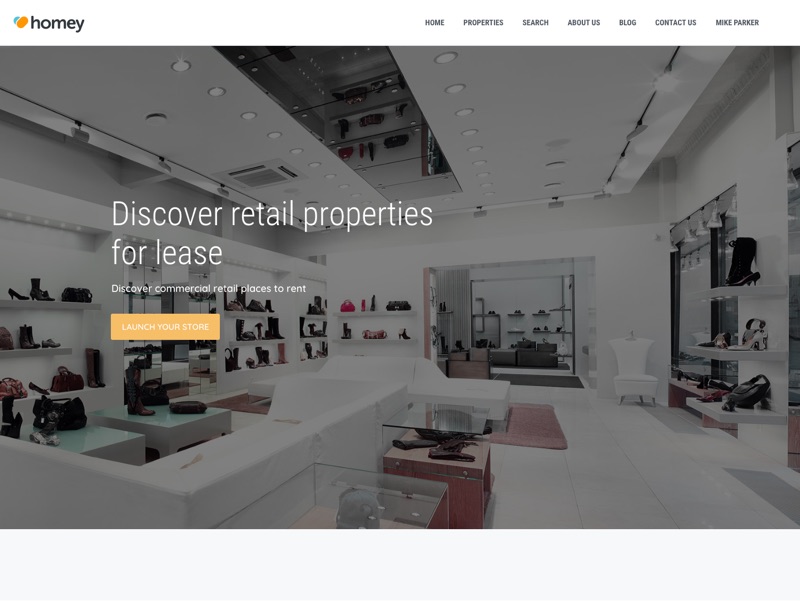 homey
HOME PROPERTIES SEARCH ABOUT US BLOG CONTACT US MIKE PARKER
Discover retail properties
for lease
Discover commercial retail places to rent
LAUNCH YOUR STORE